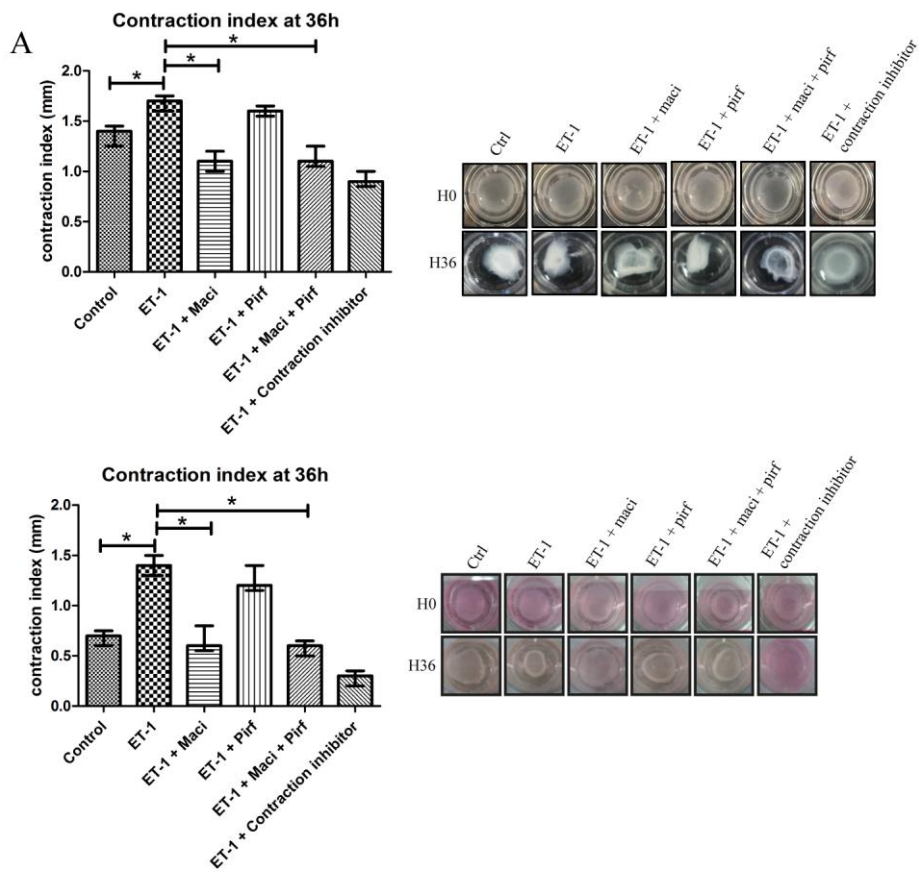 A
Contraction index at 36h
*
*
*
contraction index (mm)
2.0
1.5
1.0
0.5
0.0
Control
ET-1
ET-1 + Maci
ET-1 + Pirf
ET-1 + Maci + Pirf
ET-1 + Contraction inhibitor
Ctrl
ET-1
ET-1 + maci
ET-1 + pirf
ET-1 + maci + pirf
ET-1 +
contraction inhibitor
H0
H36
Contraction index at 36h
*
*
*
contraction index (mm)
2.0
1.5
1.0
0.5
0.0
Control
ET-1
ET-1 + Maci
ET-1 + Pirf
ET-1 + Maci + Pirf
ET-1 + Contraction inhibitor
Ctrl
ET-1
ET-1 + maci
ET-1 + pirf
ET-1 + maci + pirf
ET-1 +
contraction inhibitor
H0
H36